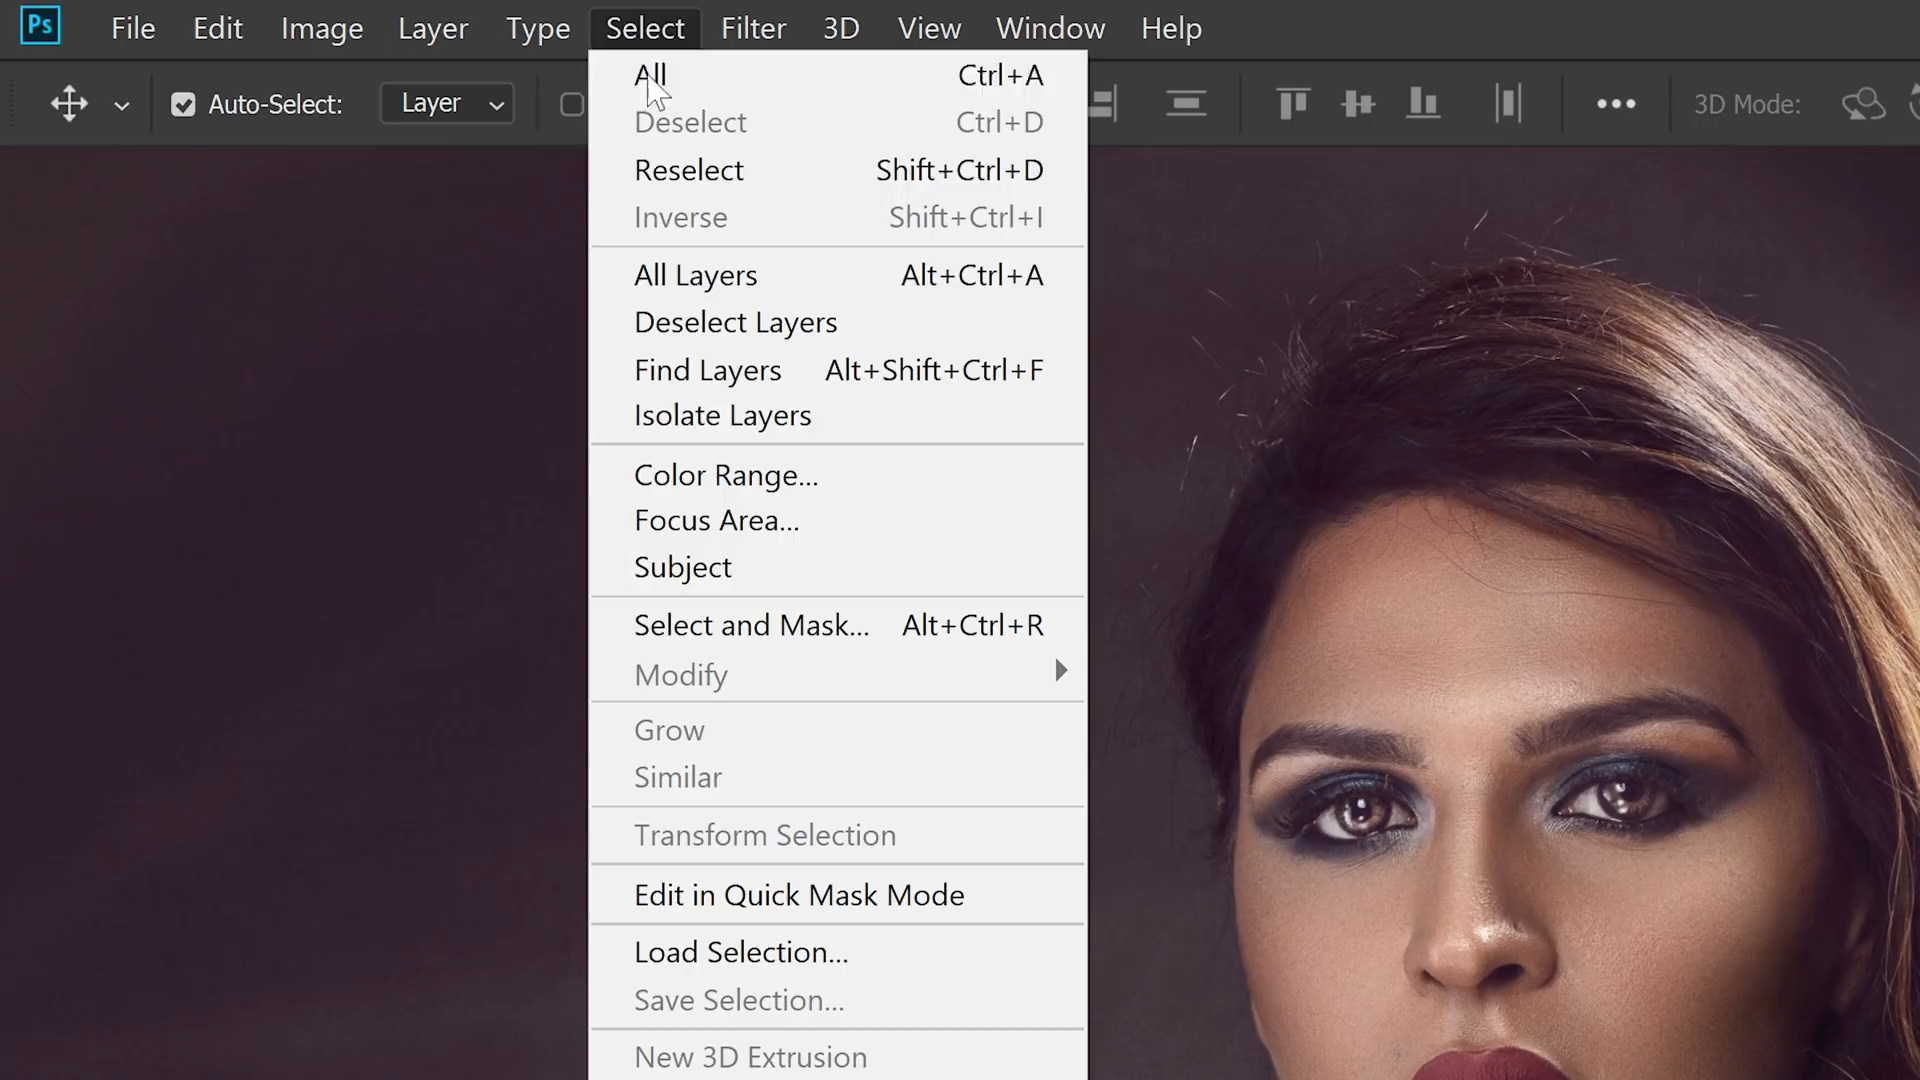 Ps File Edit Image Layer Type Select Filter 3D View Window Help
Auto-Select: Layer 3D Mode:
All Ctrl+A
Deselect Ctrl+D
Reselect Shift+Ctrl+D
Inverse Shift+Ctrl+I
All Layers Alt+Ctrl+A
Deselect Layers
Find Layers Alt+Shift+Ctrl+F
Isolate Layers
Color Range...
Focus Area...
Subject
Select and Mask... Alt+Ctrl+R
Modify
Grow
Similar
Transform Selection
Edit in Quick Mask Mode
Load Selection...
Save Selection...
New 3D Extrusion